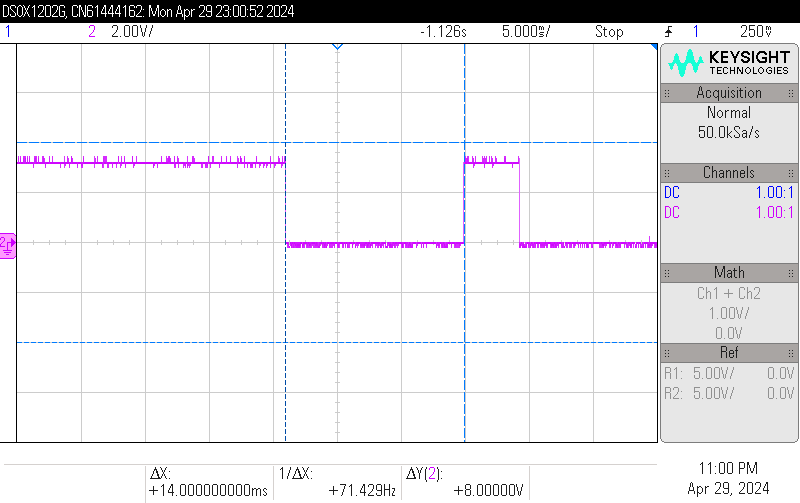 DSOX1202G, CN61444162: Mon Apr 29 23:00:52 2024
1 2 2.00V/ -1.126s 5.000s/ Stop 1 250V
KEYSIGHT
TECHNOLOGIES
Acquisition
Normal
50.0kSa/s
Channels
DC 1.00:1
DC 1.00:1
2
Math
Ch1 + Ch2
1.00V/
0.0V
Ref
R1: 5.00V/ 0.0V
R2: 5.00V/ 0.0V
ΔX: 1/ΔX: ΔY(2):
+14.000000000ms +71.429Hz +8.00000V
11:00 PM
Apr 29, 2024